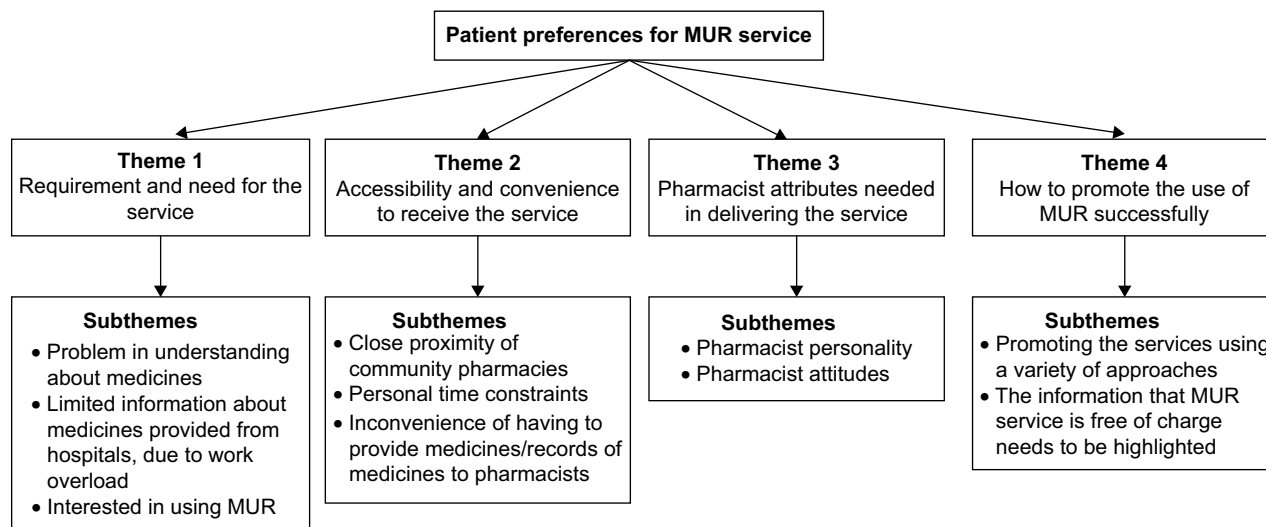 Patient preferences for MUR service
Theme 1
Requirement and need for the
service
Theme 2
Accessibility and convenience
to receive the service
Theme 3
Pharmacist attributes needed
in delivering the service
Theme 4
How to promote the use of
MUR successfully
Subthemes
• Problem in understanding
about medicines
• Limited information about
medicines provided from
hospitals, due to work
overload
• Interested in using MUR
Subthemes
• Close proximity of
community pharmacies
• Personal time constraints
• Inconvenience of having to
provide medicines/records of
medicines to pharmacists
Subthemes
• Pharmacist personality
• Pharmacist attitudes
Subthemes
• Promoting the services using
a variety of approaches
• The information that MUR
service is free of charge
needs to be highlighted